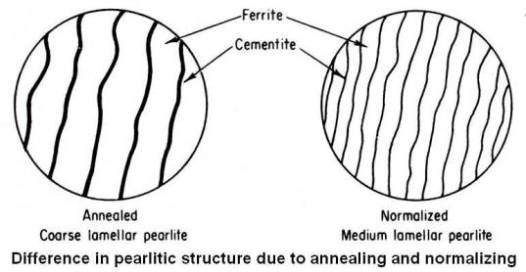 Ferrite
Cementite
Annealed
Coarse lamellar pearlite
Normalized
Medium lamellar pearlite
Difference in pearlitic structure due to annealing and normalizing